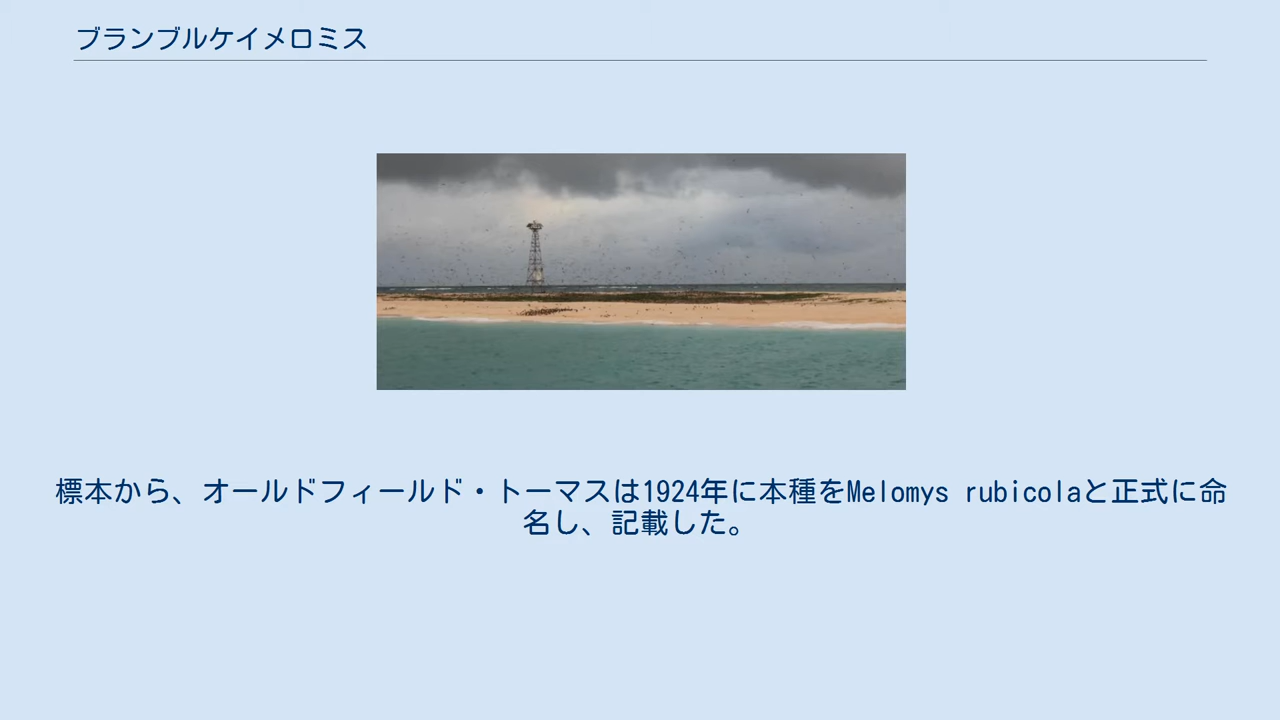 ブランブルケイメロミス
標本から、オールドフィールド・トーマスは1924年に本種をMelomys rubicolaと正式に命
名し、記載した。